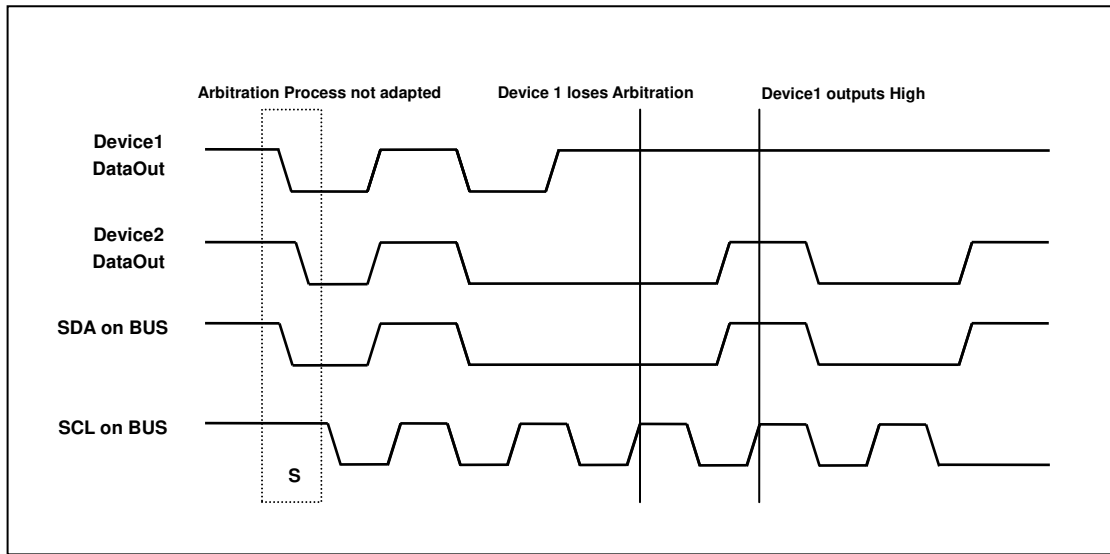 Arbitration Process not adapted
Device 1 loses Arbitration
Device1 outputs High
Device1
DataOut
Device2
DataOut
SDA on BUS
SCL on BUS
S